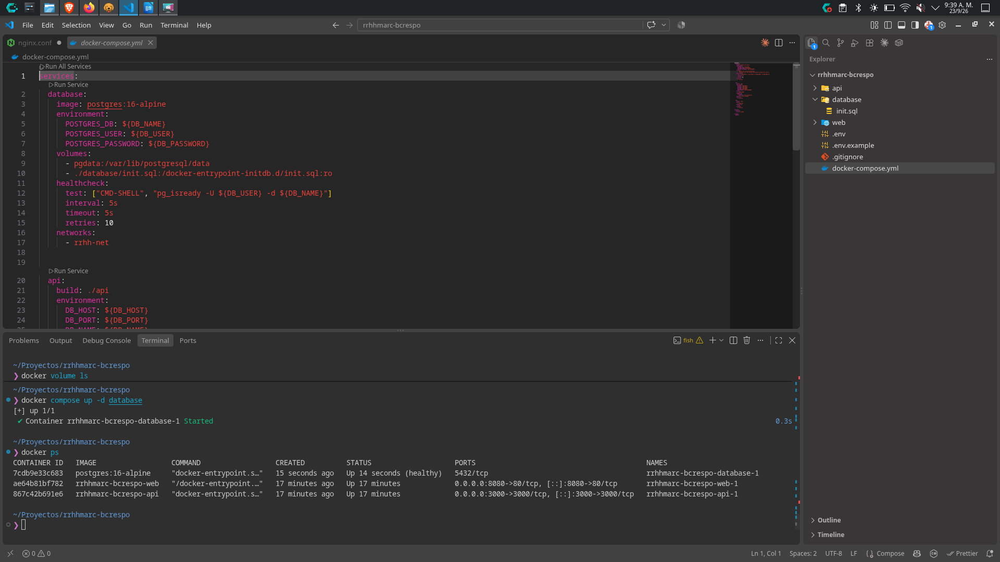 9:39 A. M.
23/9/26
File Edit Selection View Go Run Terminal Help
rrhhmarc-bcrespo
1
nginx.conf
docker-compose.yml
1
docker-compose.yml
Run All Services
1 services:
Run Service
2 database:
3 image: postgres:16-alpine
4 environment:
5 POSTGRES_DB: ${DB_NAME}
6 POSTGRES_USER: ${DB_USER}
7 POSTGRES_PASSWORD: ${DB_PASSWORD}
8 volumes:
9 - pgdata:/var/lib/postgresql/data
10 - ./database/init.sql:/docker-entrypoint-initdb.d/init.sql:ro
11 healthcheck:
12 test: ["CMD-SHELL", "pg_isready -U ${DB_USER} -d ${DB_NAME}"]
13 interval: 5s
14 timeout: 5s
15 retries: 10
16 networks:
17 - rrhh-net
18
19
Run Service
20 api:
21 build: ./api
22 environment:
23 DB_HOST: ${DB_HOST}
24 DB_PORT: ${DB_PORT}
25 DB_NAME: ${DB_NAME}
Explorer
rrhhmarc-bcrespo
api
database
init.sql
web
.env
.env.example
.gitignore
docker-compose.yml
Outline
Timeline
Problems Output Debug Console Terminal Ports
fish
~/Proyectos/rrhhmarc-bcrespo
❯ docker volume ls
~/Proyectos/rrhhmarc-bcrespo
❯ docker compose up -d database
[+] up 1/1
✔ Container rrhhmarc-bcrespo-database-1 Started 0.3s
~/Proyectos/rrhhmarc-bcrespo
❯ docker ps
CONTAINER ID IMAGE COMMAND CREATED STATUS PORTS NAMES
7cdb9e33c683 postgres:16-alpine "docker-entrypoint.s…" 15 seconds ago Up 14 seconds (healthy) 5432/tcp rrhhmarc-bcrespo-database-1
ae64b81bf782 rrhhmarc-bcrespo-web "/docker-entrypoint.…" 17 minutes ago Up 17 minutes 0.0.0.0:8080->80/tcp, [::]:8080->80/tcp rrhhmarc-bcrespo-web-1
867c42b691e6 rrhhmarc-bcrespo-api "docker-entrypoint.s…" 17 minutes ago Up 17 minutes 0.0.0.0:3000->3000/tcp, [::]:3000->3000/tcp rrhhmarc-bcrespo-api-1
~/Proyectos/rrhhmarc-bcrespo
❯
0 0
Ln 1, Col 1 Spaces: 2 UTF-8 LF { } Compose Prettier